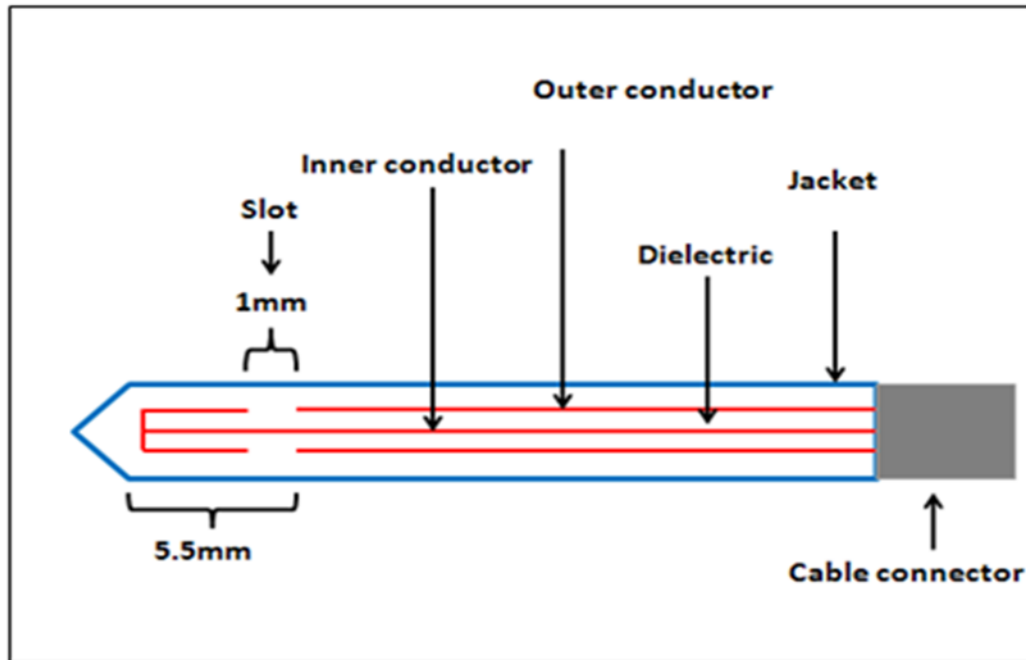 Outer conductor
Inner conductor
Jacket
Slot
Dielectric
1mm
5.5mm
Cable connector